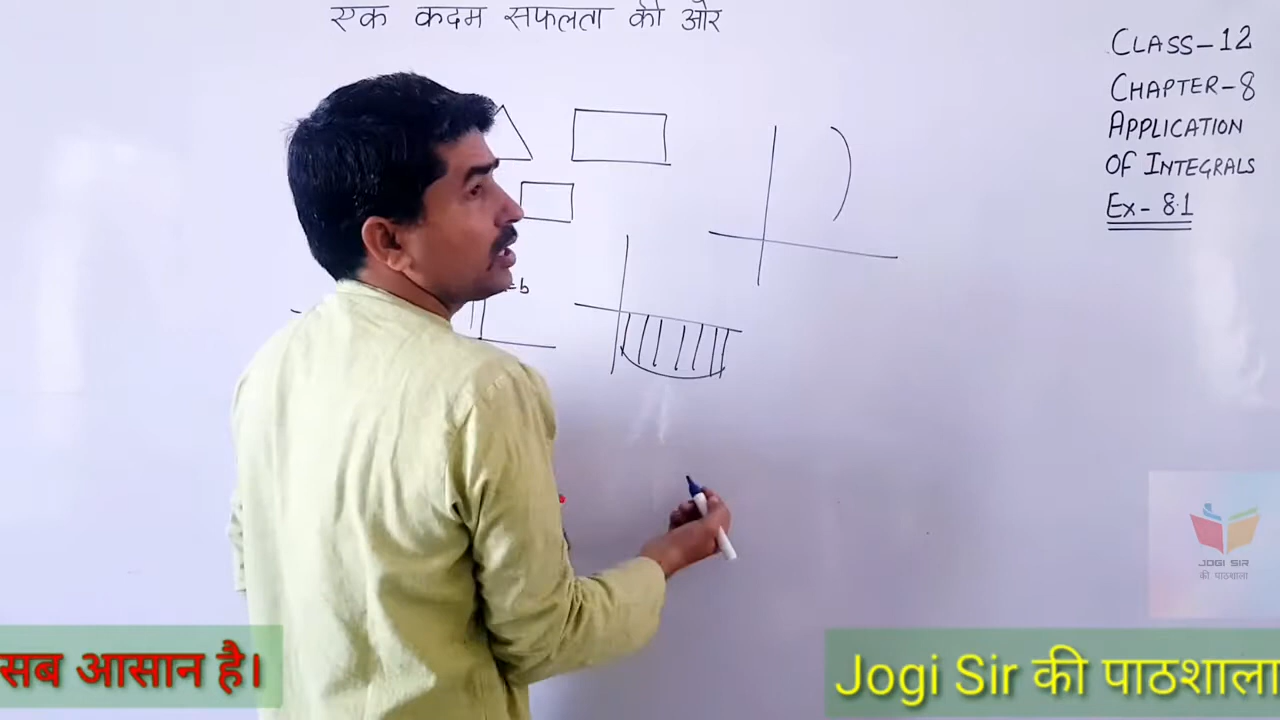 एक कदम सफलता की ओर
CLASS-12
CHAPTER-8
APPLICATION
OF INTEGRALS
Ex-8.1
=b
JOGI SIR
की पाठशाला
सब आसान है।
Jogi Sir की पाठशाला